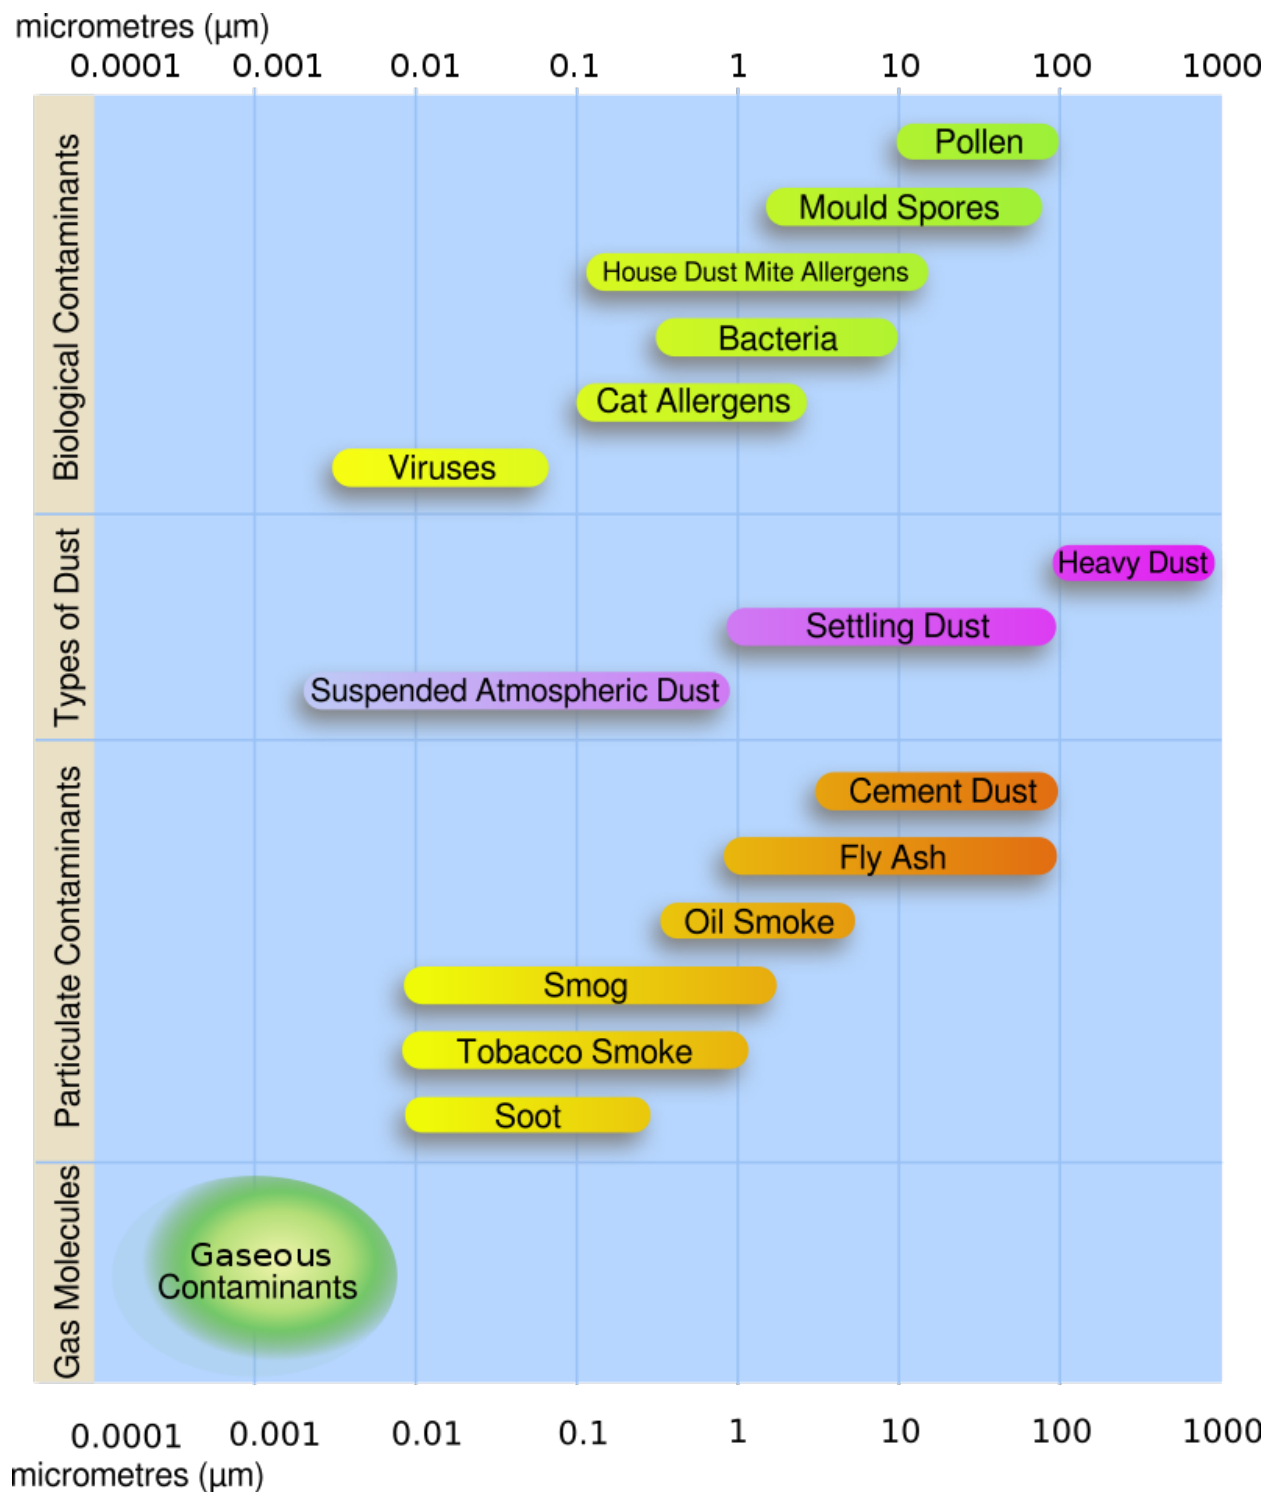 micrometres (µm)
0.0001 0.001 0.01 0.1 1 10 100 1000
Biological Contaminants
Pollen
Mould Spores
House Dust Mite Allergens
Bacteria
Cat Allergens
Viruses
Types of Dust
Heavy Dust
Settling Dust
Suspended Atmospheric Dust
Particulate Contaminants
Cement Dust
Fly Ash
Oil Smoke
Smog
Tobacco Smoke
Soot
Gas Molecules
Gaseous
Contaminants
0.0001 0.001 0.01 0.1 1 10 100 1000
micrometres (µm)